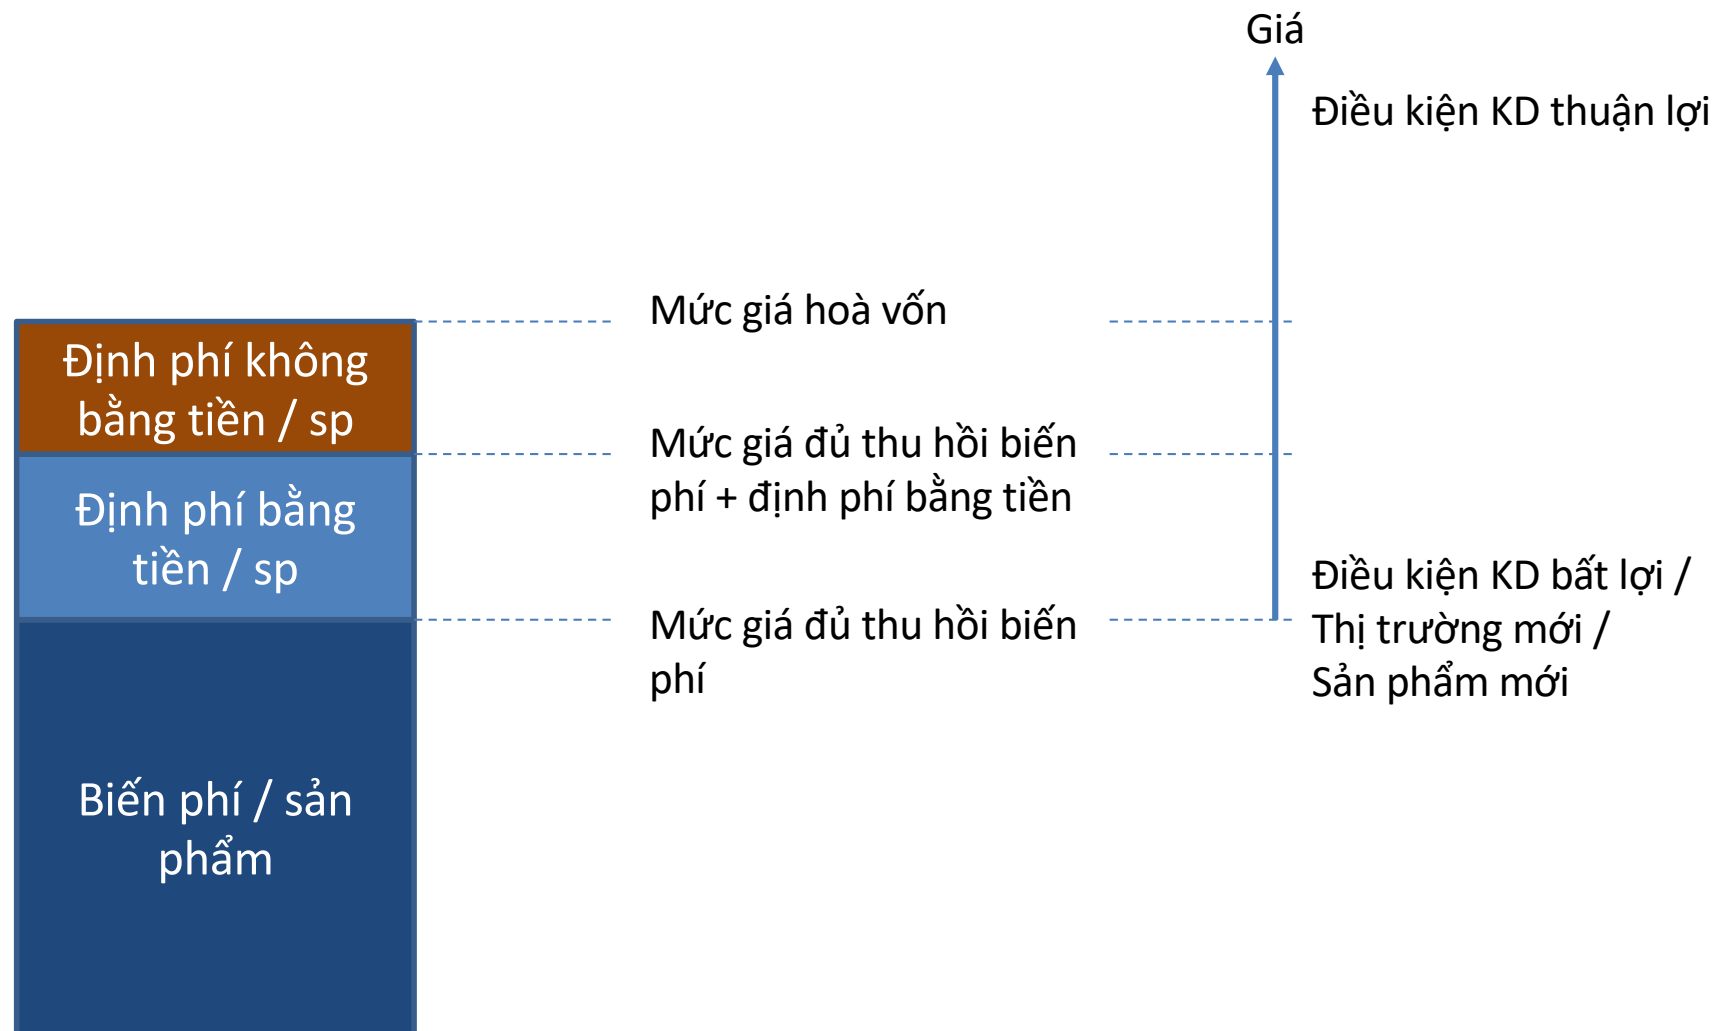 Giá
Điều kiện KD thuận lợi
Mức giá hoà vốn
Định phí không
bằng tiền / sp
Mức giá đủ thu hồi biến
phí + định phí bằng tiền
Định phí bằng
tiền / sp
Điều kiện KD bất lợi /
Thị trường mới /
Sản phẩm mới
Mức giá đủ thu hồi biến
phí
Biến phí / sản
phẩm